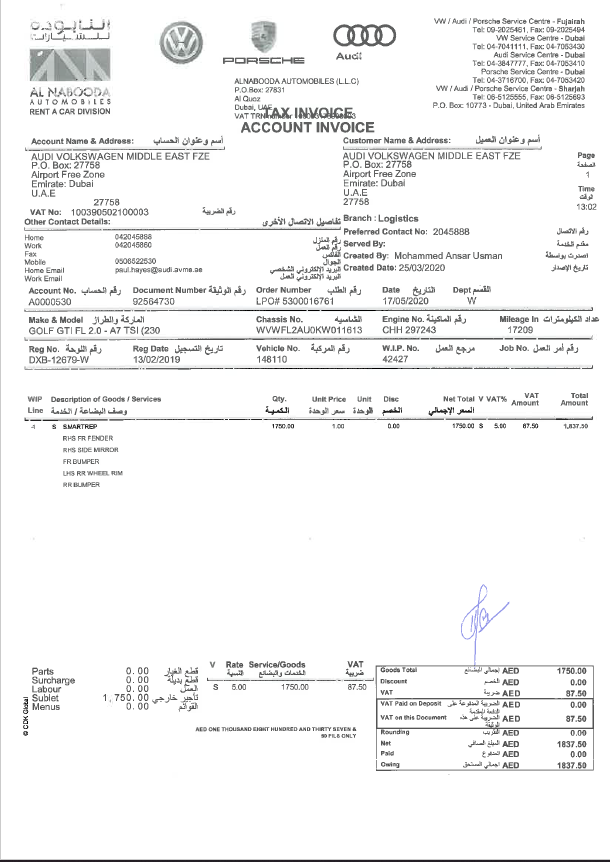 النابوده
للسيارات
AL NABOODA
AUTOMOBILES
RENT A CAR DIVISION
PORSCHE
Audi
VW / Audi / Porsche Service Centre - Fujairah
Tel: 09-2025461, Fax: 09-2025494
VW Service Centre - Dubai
Tel: 04-7041111, Fax: 04-7053430
Audi Service Centre - Dubai
Tel: 04-3847777, Fax: 04-7053410
Porsche Service Centre - Dubai
Tel: 04-3716700, Fax: 04-7053420
VW / Audi / Porsche Service Centre - Sharjah
Tel: 06-5125555, Fax: 06-5125693
P.O. Box: 10773 - Dubai, United Arab Emirates
ALNABOODA AUTOMOBILES (L.L.C)
P.O.Box: 27831
Al Quoz
Dubai, UAE
VAT TRN number
TAX INVOICE
ACCOUNT INVOICE
Account Name & Address: أسم وعنوان الحساب
AUDI VOLKSWAGEN MIDDLE EAST FZE
P.O. Box: 27758
Airport Free Zone
Emirate: Dubai
U.A.E
27758
VAT No: 100390502100003 رقم الضريبة
Customer Name & Address: أسم وعنوان العميل
AUDI VOLKSWAGEN MIDDLE EAST FZE
P.O. Box: 27758
Airport Free Zone
Emirate: Dubai
U.A.E
27758
Page
الصفحة
1
Time
الوقت
13:02
Other Contact Details: تفاصيل الاتصال الأخرى
Home 042045888 رقم المنزل
Work 042045860 رقم العمل
Fax الفاكس
Mobile 0506522530 الجوال
Home Email paul.hayes@audi.avme.ae البريد الإلكتروني الشخصي
Work Email البريد الإلكتروني العمل
Branch : Logistics
Preferred Contact No: 2045888 رقم الاتصال
Served By: مقدم الخدمة
Created By: Mohammed Ansar Usman اصدرت بواسطة
Created Date: 25/03/2020 تاريخ الإصدار
Account No. رقم الحساب Document Number رقم الوثيقة Order Number رقم الطلب Date التاريخ Dept القسم
A0000530 92564730 LPO# 5300016761 17/05/2020 W
Make & Model الماركة والطراز Chassis No. الشاسيه Engine No. رقم الماكينة Mileage In عداد الكيلومترات
GOLF GTI FL 2.0 - A7 TSI (230 WVWFL2AU0KW011613 CHH 297243 17209
Reg No. رقم اللوحة Reg Date تاريخ التسجيل Vehicle No. رقم المركبة W.I.P. No. مرجع العمل Job No. رقم أمر العمل
DXB-12679-W 13/02/2019 148110 42427
WIP Description of Goods / Services Qty. Unit Price Unit Disc Net Total V VAT% VAT Amount Total Amount
Line وصف البضاعة / الخدمة الكمية سعر الوحدة الوحدة الخصم السعر الإجمالي
S SMARTREP 1750.00 1.00 0.00 1750.00 S 5.00 87.50 1,837.50
RHS FR FENDER
RHS SIDE MIRROR
FR BUMPER
LHS RR WHEEL RIM
RR BUMPER
Parts 0.00 قطع الغيار
Surcharge 0.00 قطع بديلة
Labour 0.00 العمل
Sublet 1,750.00 تأجير خارجي
Menus 0.00 القوائم
© CDK Global
V Rate Service/Goods VAT
النسبة الخدمات والبضائع ضريبة
S 5.00 1750.00 87.50
AED ONE THOUSAND EIGHT HUNDRED AND THIRTY SEVEN &
50 FILS ONLY
Goods Total إجمالي البضائع AED 1750.00
Discount الخصم AED 0.00
VAT ضريبة AED 87.50
VAT Paid on Deposit الضريبة المدفوعة على الدفعة المقدمة AED 0.00
VAT on this Document الضريبة على هذه الوثيقة AED 87.50
Rounding التقريب AED 0.00
Net المبلغ الصافي AED 1837.50
Paid المدفوع AED 0.00
Owing إجمالي المستحق AED 1837.50